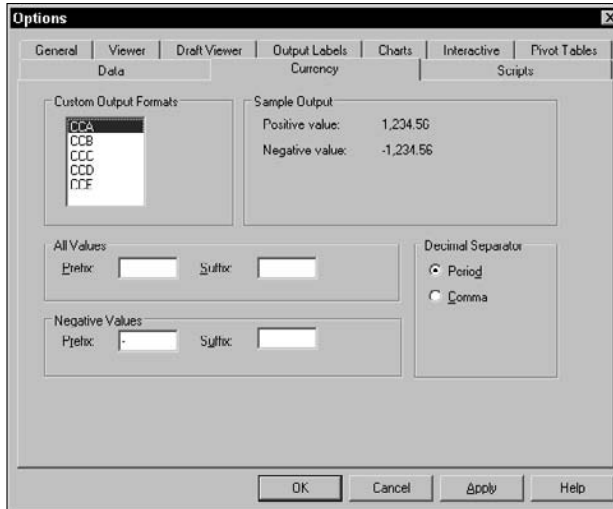 Options
General Viewer Draft Viewer Output Labels Charts Interactive Pivot Tables
Data Currency Scripts
Custom Output Formats
CCA
CCB
CCC
CCD
CCE
Sample Output
Positive value: 1,234.56
Negative value: -1,234.56
All Values
Prefix: Suffix:
Decimal Separator
Period
Comma
Negative Values
Prefix: - Suffix:
OK Cancel Apply Help